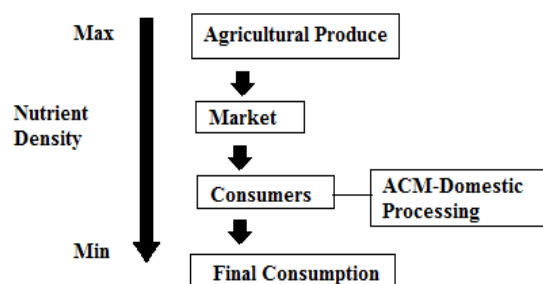 Max
Agricultural Produce
Market
Nutrient
Density
Consumers
ACM-Domestic
Processing
Min
Final Consumption